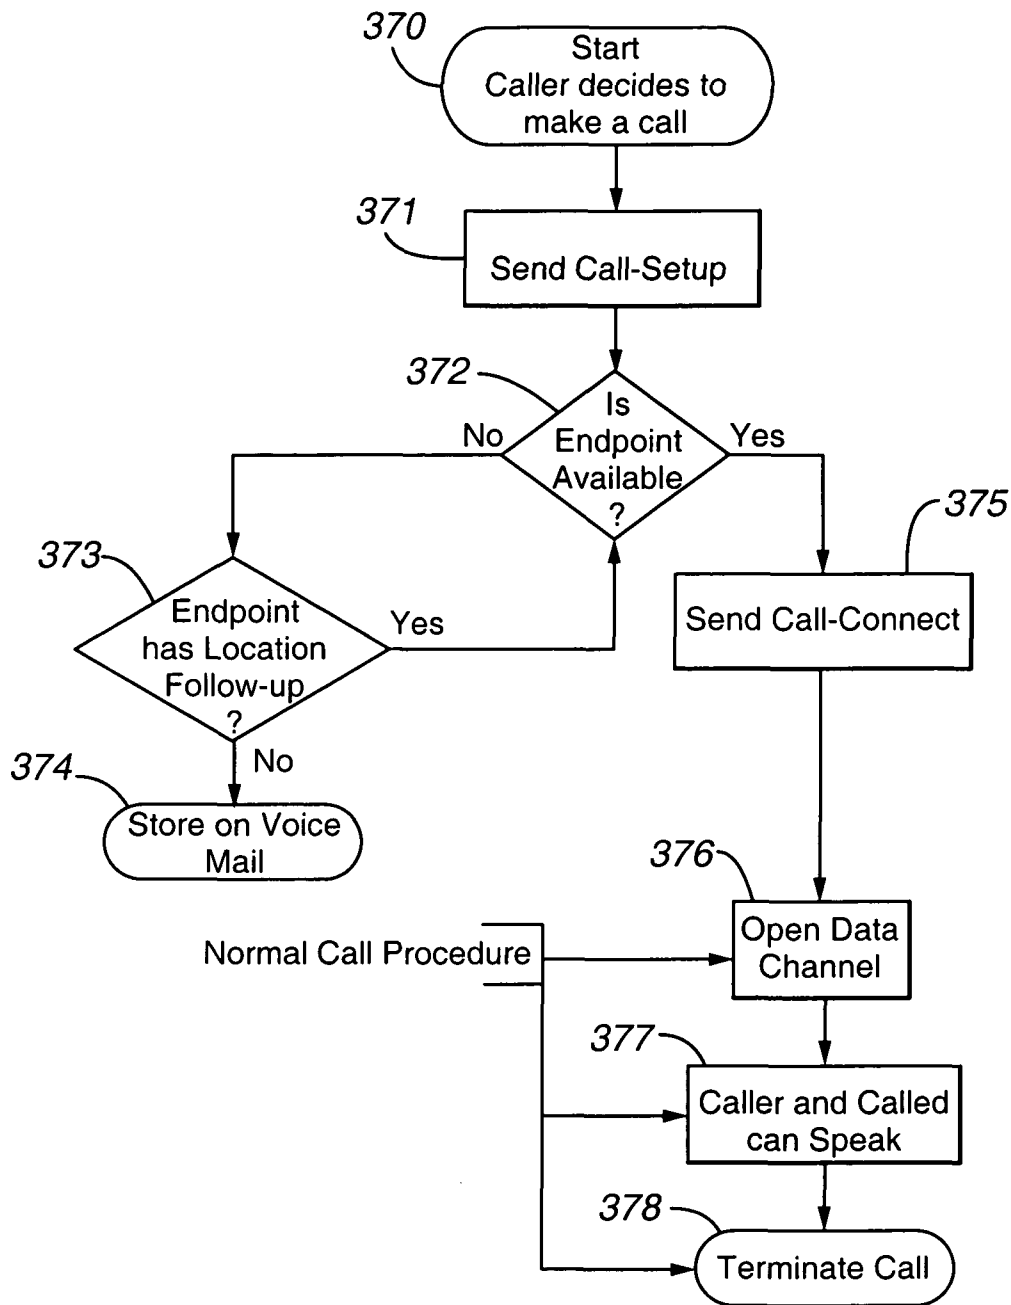 370
Start
Caller decides to
make a call
371
Send Call-Setup
372
Is
Endpoint
Available
?
No
Yes
375
373
Endpoint
has Location
Follow-up
?
Yes
Send Call-Connect
No
374
Store on Voice
Mail
376
Open Data
Channel
Normal Call Procedure
377
Caller and Called
can Speak
378
Terminate Call